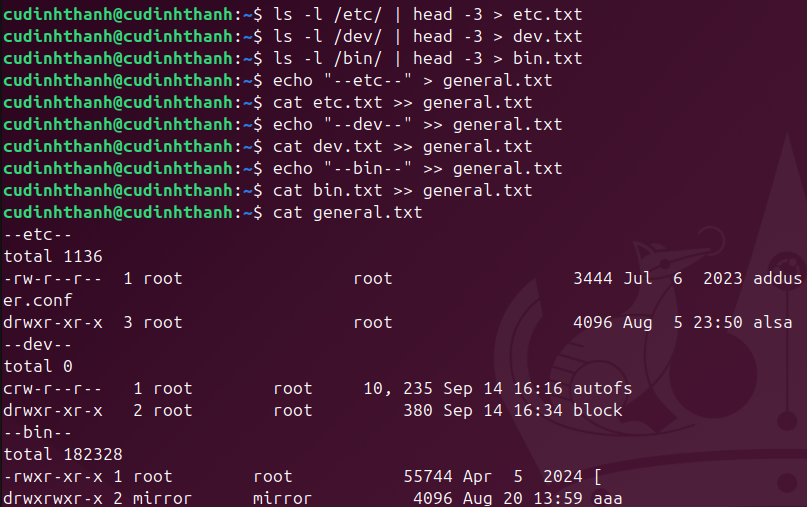 cudinhthanh@cudinhthanh:~$ ls -l /etc/ | head -3 > etc.txt
cudinhthanh@cudinhthanh:~$ ls -l /dev/ | head -3 > dev.txt
cudinhthanh@cudinhthanh:~$ ls -l /bin/ | head -3 > bin.txt
cudinhthanh@cudinhthanh:~$ echo "--etc--" > general.txt
cudinhthanh@cudinhthanh:~$ cat etc.txt >> general.txt
cudinhthanh@cudinhthanh:~$ echo "--dev--" >> general.txt
cudinhthanh@cudinhthanh:~$ cat dev.txt >> general.txt
cudinhthanh@cudinhthanh:~$ echo "--bin--" >> general.txt
cudinhthanh@cudinhthanh:~$ cat bin.txt >> general.txt
cudinhthanh@cudinhthanh:~$ cat general.txt
--etc--
total 1136
-rw-r--r--  1 root                 root                  3444 Jul  6  2023 addus
er.conf
drwxr-xr-x  3 root                 root                  4096 Aug  5 23:50 alsa
--dev--
total 0
crw-r--r--   1 root        root     10, 235 Sep 14 16:16 autofs
drwxr-xr-x   2 root        root         380 Sep 14 16:34 block
--bin--
total 182328
-rwxr-xr-x 1 root        root           55744 Apr  5  2024 [
drwxrwxr-x 2 mirror      mirror          4096 Aug 20 13:59 aaa